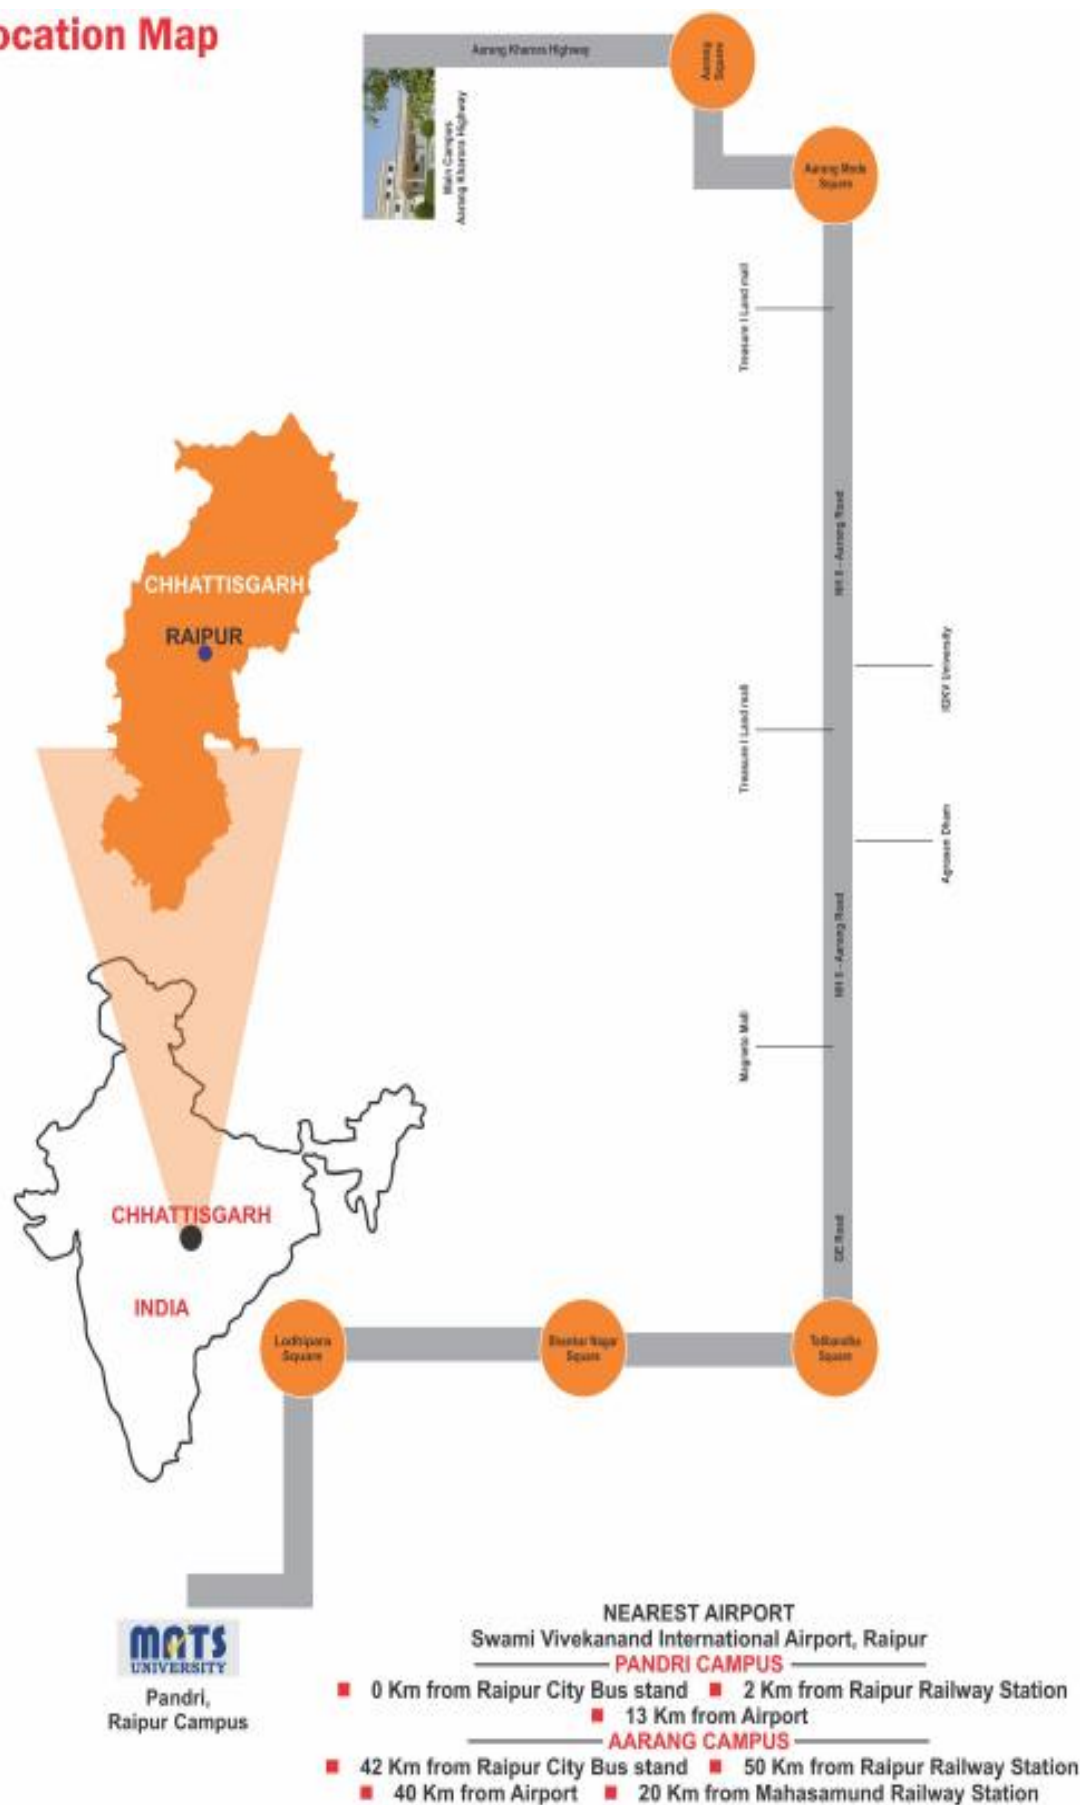 ocation Map
Aarang Kharora Highway
Aarang
Square
Main Campus
Aarang Kharora Highway
Aarang Moda
Square
Treasure I Land mall
NH 6 - Aarang Road
IGKV University
Treasure I Land mall
Agrasen Dham
NH 6 - Aarang Road
Magneto Mall
GE Road
CHHATTISGARH
RAIPUR
CHHATTISGARH
INDIA
Lodhipara
Square
Shankar Nagar
Square
Telibandha
Square
MATS
UNIVERSITY
Pandri,
Raipur Campus
NEAREST AIRPORT
Swami Vivekanand International Airport, Raipur
PANDRI CAMPUS
0 Km from Raipur City Bus stand 2 Km from Raipur Railway Station
13 Km from Airport
AARANG CAMPUS
42 Km from Raipur City Bus stand 50 Km from Raipur Railway Station
40 Km from Airport 20 Km from Mahasamund Railway Station